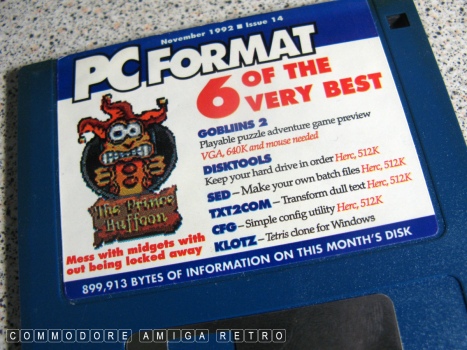 November 1992 ■ Issue 14
PC FORMAT
6 OF THE
VERY BEST
GOBLIINS 2
Playable puzzle adventure game preview
VGA, 640K and mouse needed
DISKTOOLS
Keep your hard drive in order Herc, 512K
SED – Make your own batch files Herc, 512K
TXT2COM – Transform dull text Herc, 512K
CFG – Simple config utility Herc, 512K
KLOTZ – Tetris clone for Windows
The Prince
Buffoon
Mess with midgets with
out being locked away
899,913 BYTES OF INFORMATION ON THIS MONTH'S DISK
COMMODORE AMIGA RETRO